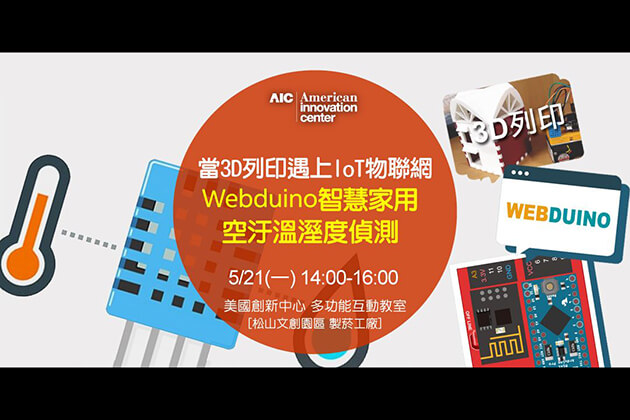 AIC American
innovation
center
當3D列印遇上IoT物聯網
Webduino智慧家用
空汙溫溼度偵測
5/21(一) 14:00-16:00
美國創新中心 多功能互動教室
[松山文創園區 製菸工廠]
3D列印
WEBDUINO